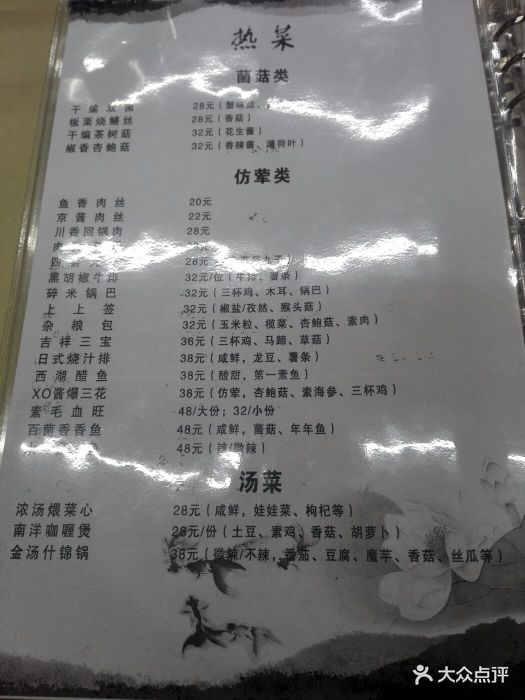 热菜
菌菇类
干编双菌 28元（蟹味菇、
板栗烧鳝丝 28元（香菇）
干编茶树菇 32元（花生酱）
椒香杏鲍菇 32元（香辣酱、薄荷叶）
仿荤类
鱼香肉丝 20元
京酱肉丝 22元
川香回锅肉 28元
肉
四 28元
黑胡椒牛排 32元/位（牛排、薯条）
碎米锅巴 32元（三杯鸡、木耳、锅巴）
上上签 32元（椒盐/孜然、猴头菇）
杂粮包 32元（玉米粒、榄菜、杏鲍菇、素肉）
吉祥三宝 36元（三杯鸡、马蹄、草菇）
日式烧汁排 38元（咸鲜，龙豆、薯条）
西湖醋鱼 38元（酸甜，第一素鱼）
XO酱爆三花 38元（仿荤，杏鲍菇、素海参、三杯鸡）
素毛血旺 48/大份；32/小份
百菌香香鱼 48元（咸鲜，菌菇、年年鱼）
48元（辣/微辣）
汤菜
浓汤煨菜心 28元（咸鲜，娃娃菜、枸杞等）
南洋咖喱煲 28元/份（土豆、素鸡、香菇、胡萝卜）
金汤什锦锅 38元（微辣/不辣，番茄、豆腐、魔芋、香菇、丝瓜等）
大众点评